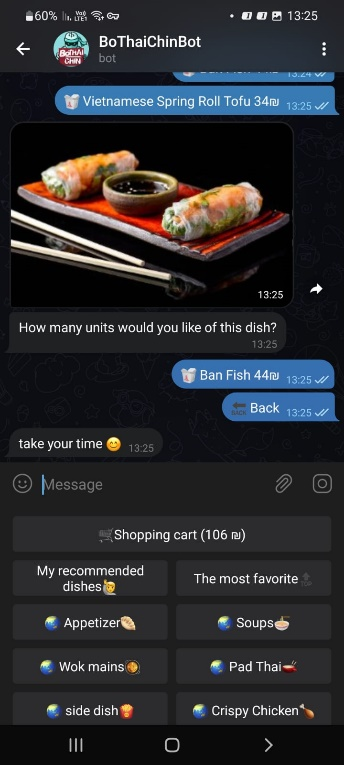 60% 13:25
BoThaiChinBot
bot
13:24
🥡 Vietnamese Spring Roll Tofu 34₪ 13:25
13:25
How many units would you like of this dish?
13:25
🥡 Ban Fish 44₪ 13:25
🔙 Back 13:25
take your time 😊 13:25
Message
🛒Shopping cart (106 ₪)
My recommended
dishes
The most favorite
🌏 Appetizer🥟
🌏 Soups🍜
🌏 Wok mains🥘
🌏 Pad Thai🥢
🌏 side dish🍟
🌏 Crispy Chicken🍗